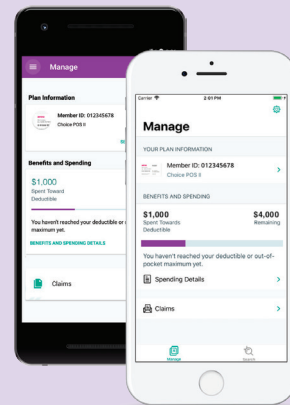 Manage
Plan Information
Member ID: 012345678
Choice POS II
Benefits and Spending
$1,000
Spent Toward
Deductible
You haven't reached your deductible or
maximum yet.
BENEFITS AND SPENDING DETAILS
Claims
Carrier
2:01 PM
Manage
YOUR PLAN INFORMATION
Member ID: 012345678
Choice POS II
BENEFITS AND SPENDING
$1,000
$4,000
Spent Towards
Remaining
Deductible
You haven't reached your deductible or out-of-
pocket maximum yet.
Spending Details
Claims
Manage
Search